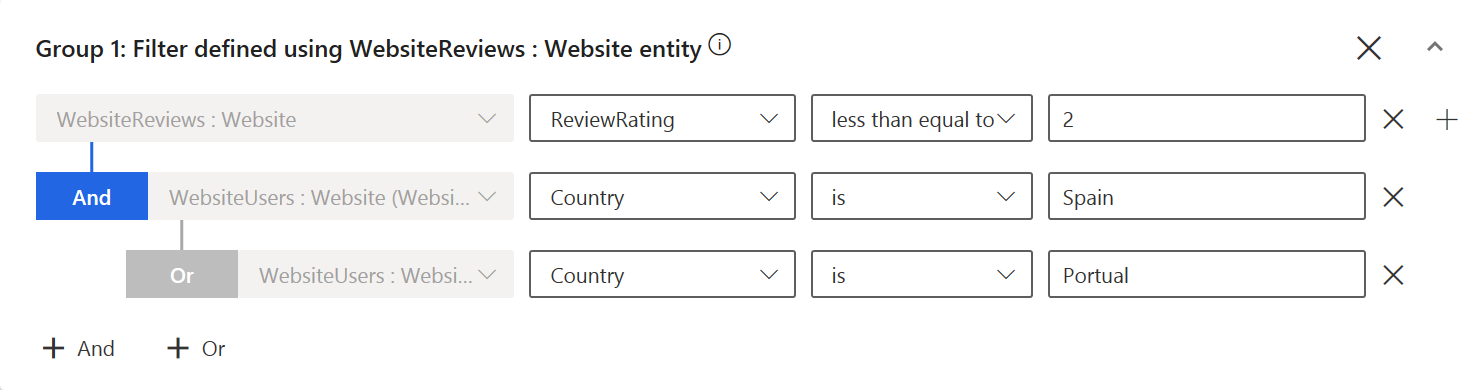 Group 1: Filter defined using WebsiteReviews : Website entity
WebsiteReviews : Website ReviewRating less than equal to 2
And WebsiteUsers : Website (Websi... Country is Spain
Or WebsiteUsers : Websi... Country is Portual
And Or